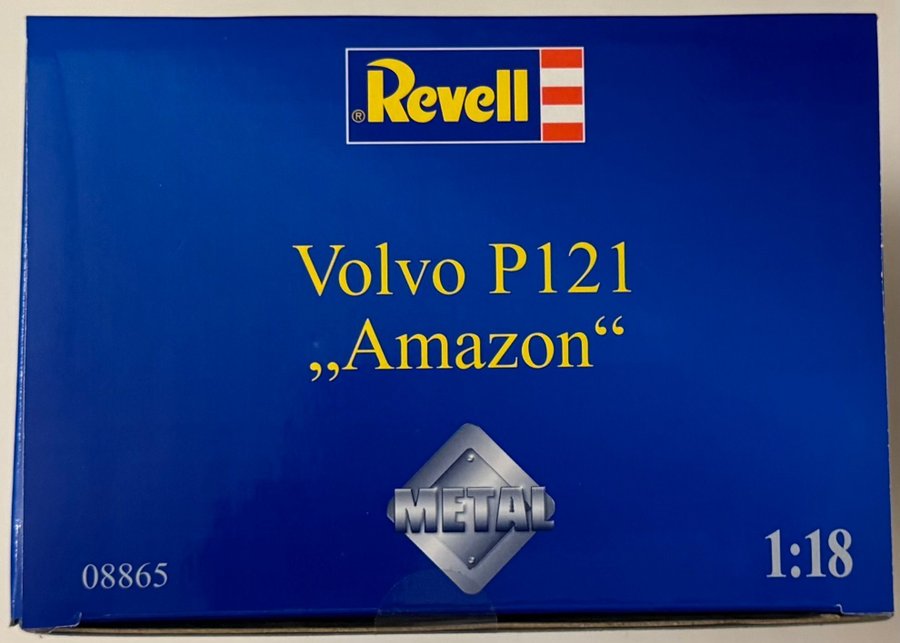 ® Revell
Volvo P121
„Amazon“
METAL
08865
1:18